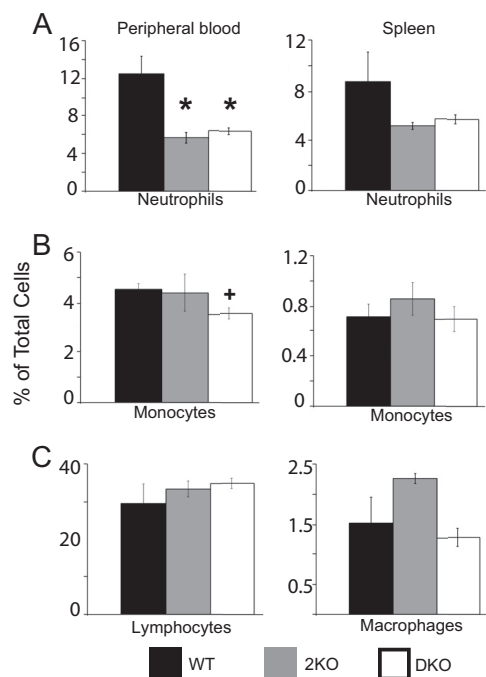 A
Peripheral blood
Spleen
16
12
8
4
0
*
*
Neutrophils
12
8
4
0
Neutrophils
B
% of Total Cells
6
4
2
0
+
Monocytes
1.2
0.8
0.4
0
Monocytes
C
40
20
0
Lymphocytes
2.5
1.5
0.5
Macrophages
WT
2KO
DKO